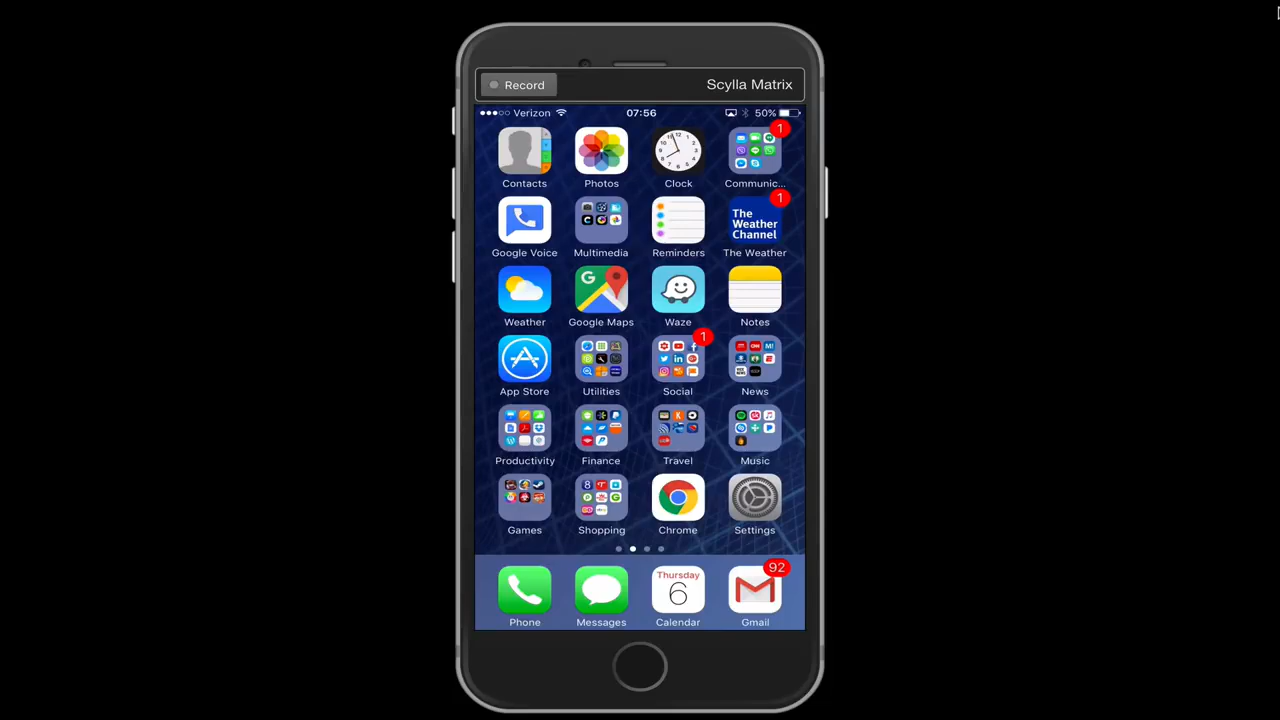 Record
Scylla Matrix
Verizon 07:56 50%
1
Contacts Photos Clock Communic...
1
The Weather Channel
Google Voice Multimedia Reminders The Weather
G
Weather Google Maps Waze Notes
1
App Store Utilities Social News
Productivity Finance Travel Music
Games Shopping Chrome Settings
Thursday 92
6
Phone Messages Calendar Gmail